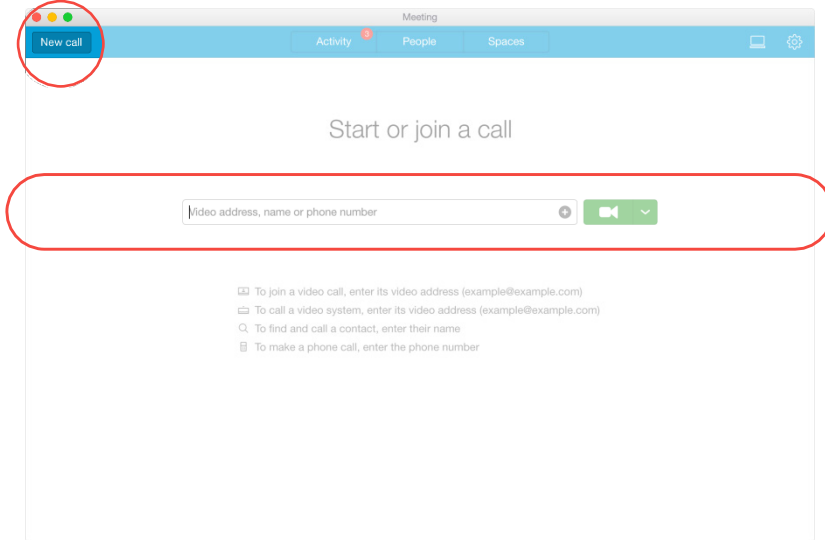 Meeting
New call
Activity 3 People Spaces
Start or join a call
Video address, name or phone number
To join a video call, enter its video address (example@example.com)
To call a video system, enter its video address (example@example.com)
To find and call a contact, enter their name
To make a phone call, enter the phone number